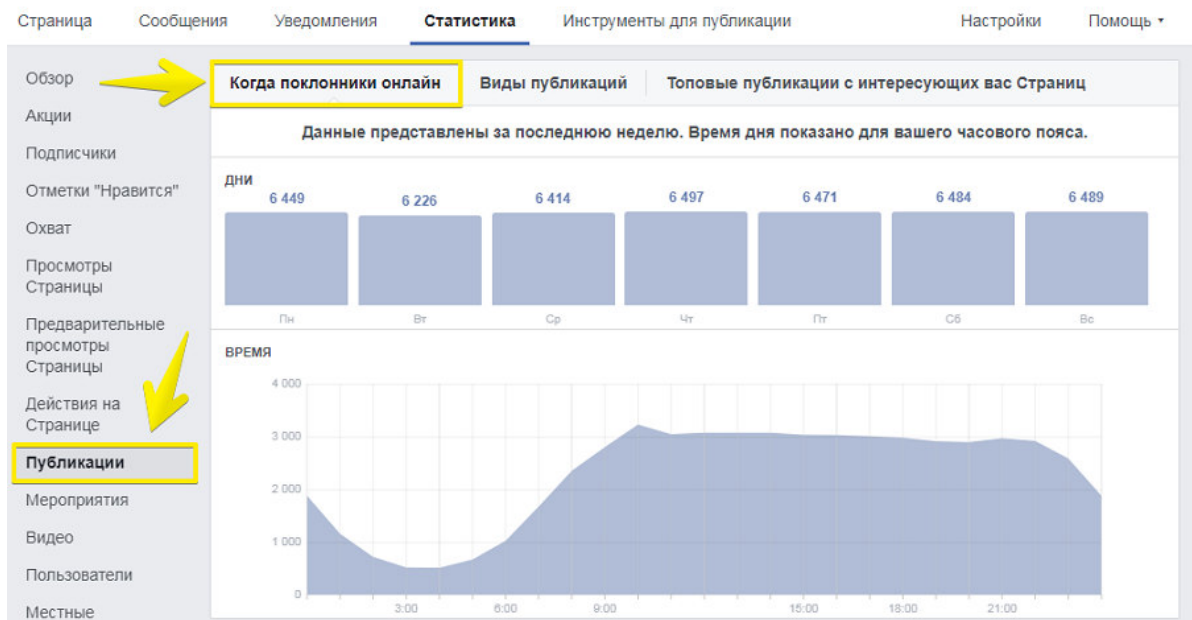 Страница Сообщения Уведомления Статистика Инструменты для публикации Настройки Помощь
Обзор
Акции
Подписчики
Отметки "Нравится"
Охват
Просмотры
Страницы
Предварительные
просмотры
Страницы
Действия на
Странице
Публикации
Мероприятия
Видео
Пользователи
Местные
Когда поклонники онлайн Виды публикаций Топовые публикации с интересующих вас Страниц
Данные представлены за последнюю неделю. Время дня показано для вашего часового пояса.
ДНИ
6 449 6 226 6 414 6 497 6 471 6 484 6 489
Пн Вт Ср Чт Пт Сб Вс
ВРЕМЯ
4 000
3 000
2 000
1 000
0
3:00 6:00 9:00 15:00 18:00 21:00